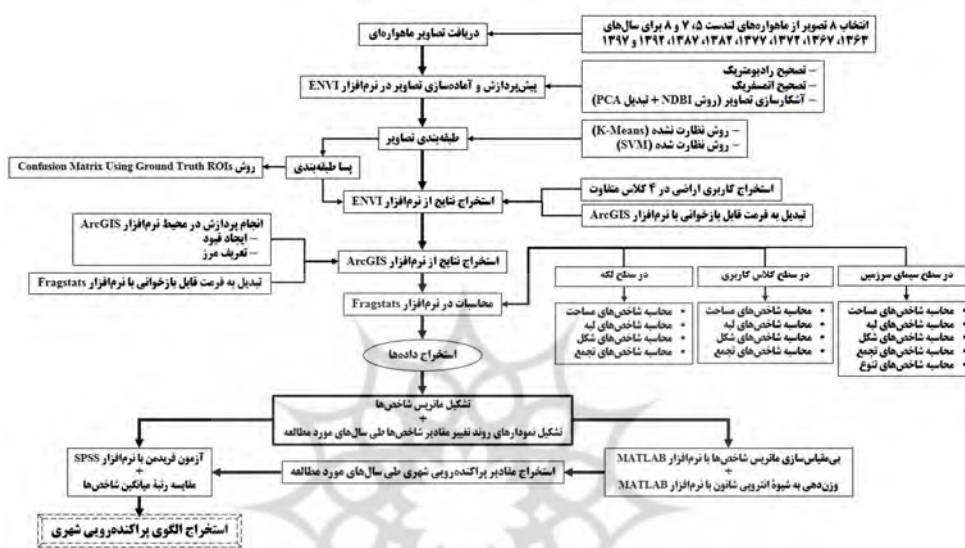 انتخاب ۸ تصویر از ماهواره‌های لندست ۵، ۷ و ۸ برای سال‌های
۱۳۶۳، ۱۳۶۷، ۱۳۷۲، ۱۳۷۷، ۱۳۸۲، ۱۳۸۷، ۱۳۹۲ و ۱۳۹۷
دریافت تصاویر ماهواره‌ای
– تصحیح رادیومتریک
– تصحیح اتمسفریک
– آشکارسازی تصاویر (روش NDBI + تبدیل PCA)
پیش‌پردازش و آماده‌سازی تصاویر در نرم‌افزار ENVI
– روش نظارت نشده (K-Means)
– روش نظارت شده (SVM)
طبقه‌بندی تصاویر
پسا طبقه‌بندی
روش Confusion Matrix Using Ground Truth ROIs
استخراج کاربری اراضی در ۴ کلاس متفاوت
تبدیل به فرمت قابل بازخوانی با نرم‌افزار ArcGIS
استخراج نتایج از نرم‌افزار ENVI
انجام پردازش در محیط نرم‌افزار ArcGIS
– ایجاد قیود
– تعریف مرز
تبدیل به فرمت قابل بازخوانی با نرم‌افزار Fragstats
استخراج نتایج از نرم‌افزار ArcGIS
محاسبات در نرم‌افزار Fragstats
در سطح سیمای سرزمین
• محاسبه شاخص‌های مساحت
• محاسبه شاخص‌های لبه
• محاسبه شاخص‌های شکل
• محاسبه شاخص‌های تجمع
• محاسبه شاخص‌های تنوع
در سطح کلاس کاربری
• محاسبه شاخص‌های مساحت
• محاسبه شاخص‌های لبه
• محاسبه شاخص‌های شکل
• محاسبه شاخص‌های تجمع
در سطح لکه
• محاسبه شاخص‌های مساحت
• محاسبه شاخص‌های لبه
• محاسبه شاخص‌های شکل
• محاسبه شاخص‌های تجمع
استخراج داده‌ها
تشکیل ماتریس شاخص‌ها
+
تشکیل نمودارهای روند تغییر مقادیر شاخص‌ها طی سال‌های مورد مطالعه
بی‌مقیاس‌سازی ماتریس شاخص‌ها با نرم‌افزار MATLAB
+
وزن‌دهی به شیوهٔ انتروپی شانون با نرم‌افزار MATLAB
استخراج مقادیر پراکنده‌رویی شهری طی سال‌های مورد مطالعه
آزمون فریدمن با نرم‌افزار SPSS
+
مقایسه رتبهٔ میانگین شاخص‌ها
استخراج الگوی پراکنده‌رویی شهری